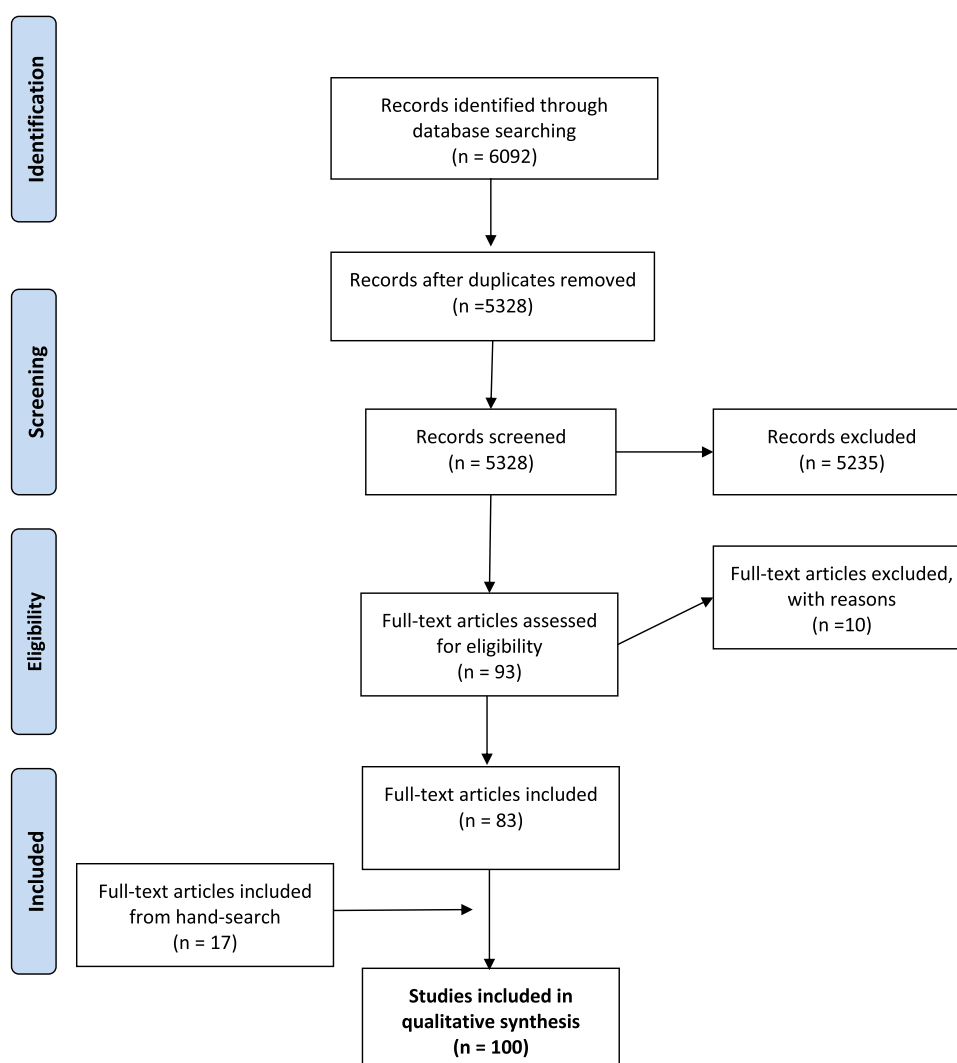 Identification
Records identified through
database searching
(n = 6092)
Records after duplicates removed
(n =5328)
Screening
Records screened
(n = 5328)
Records excluded
(n = 5235)
Eligibility
Full-text articles assessed
for eligibility
(n = 93)
Full-text articles excluded,
with reasons
(n =10)
Included
Full-text articles included
(n = 83)
Full-text articles included
from hand-search
(n = 17)
Studies included in
qualitative synthesis
(n = 100)